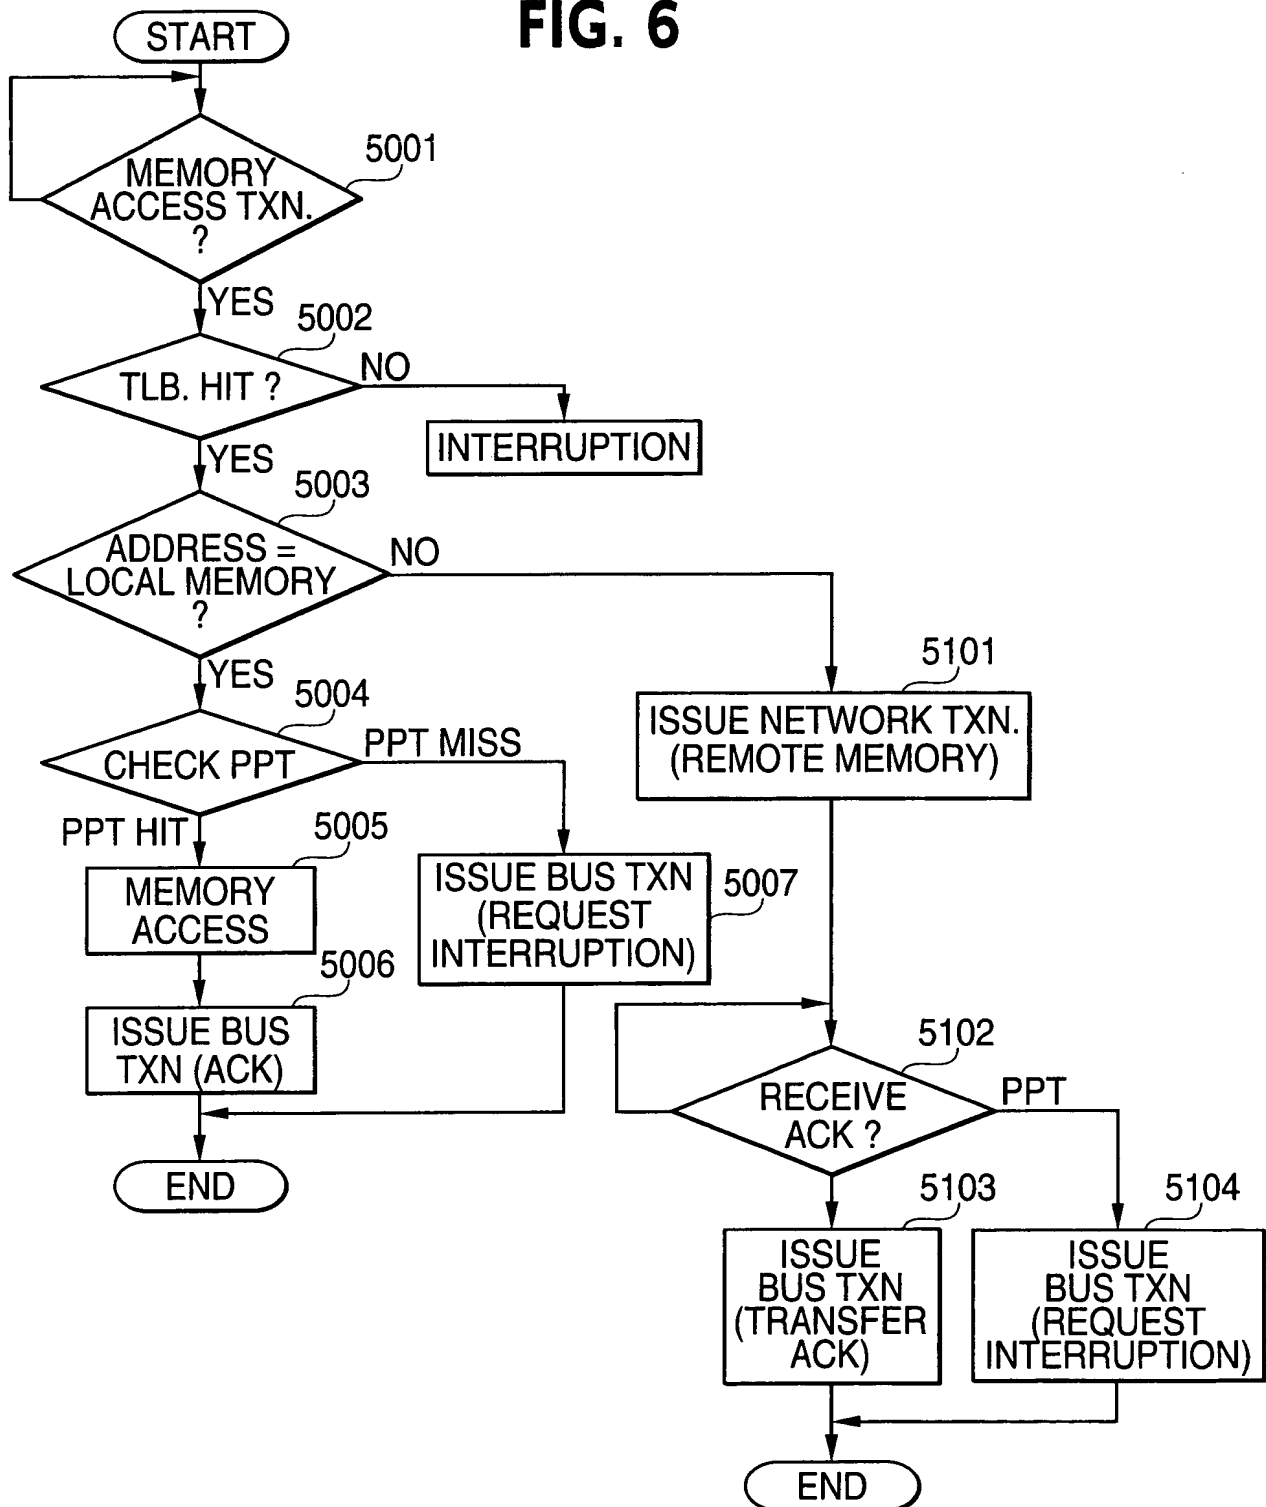 FIG. 6
START
5001
MEMORY
ACCESS TXN.
?
YES
5002
TLB. HIT ?
NO
INTERRUPTION
YES
5003
ADDRESS =
LOCAL MEMORY
?
NO
YES
5004
CHECK PPT
PPT MISS
PPT HIT
5005
MEMORY
ACCESS
5006
ISSUE BUS
TXN (ACK)
ISSUE BUS TXN
(REQUEST
INTERRUPTION)
5007
END
5101
ISSUE NETWORK TXN.
(REMOTE MEMORY)
5102
RECEIVE
ACK ?
PPT
5103
ISSUE
BUS TXN
(TRANSFER
ACK)
5104
ISSUE
BUS TXN
(REQUEST
INTERRUPTION)
END